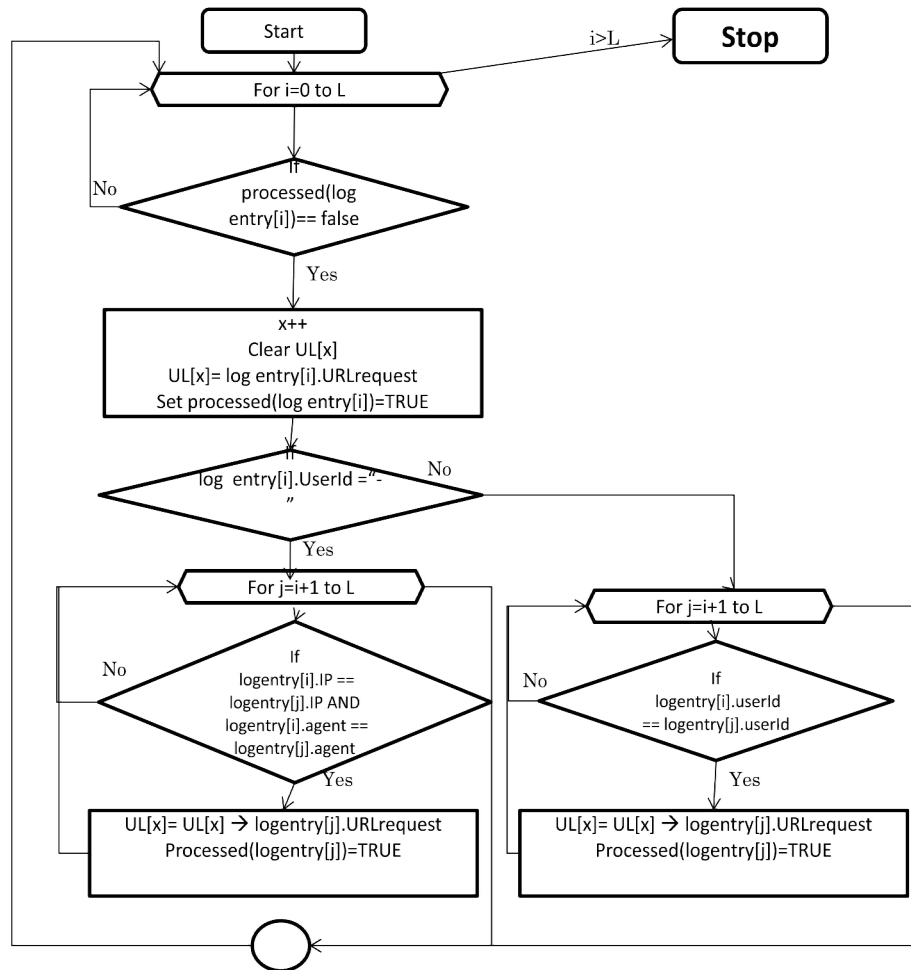 Start
i>L
Stop
For i=0 to L
If
processed(log
entry[i])== false
No
Yes
x++
Clear UL[x]
UL[x]= log entry[i].URLrequest
Set processed(log entry[i])=TRUE
If
log entry[i].UserId =“-
”
No
Yes
For j=i+1 to L
If
logentry[i].IP ==
logentry[j].IP AND
logentry[i].agent ==
logentry[j].agent
No
Yes
UL[x]= UL[x] → logentry[j].URLrequest
Processed(logentry[j])=TRUE
For j=i+1 to L
If
logentry[i].userId
== logentry[j].userId
No
Yes
UL[x]= UL[x] → logentry[j].URLrequest
Processed(logentry[j])=TRUE